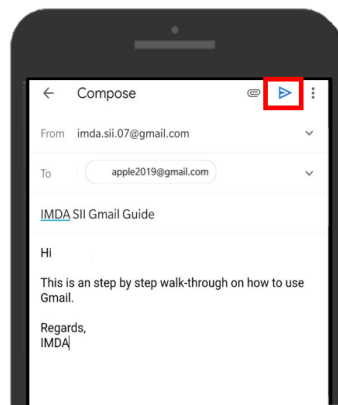 Compose
From imda.sii.07@gmail.com
To apple2019@gmail.com
IMDA SII Gmail Guide
Hi
This is an step by step walk-through on how to use
Gmail.
Regards,
IMDA